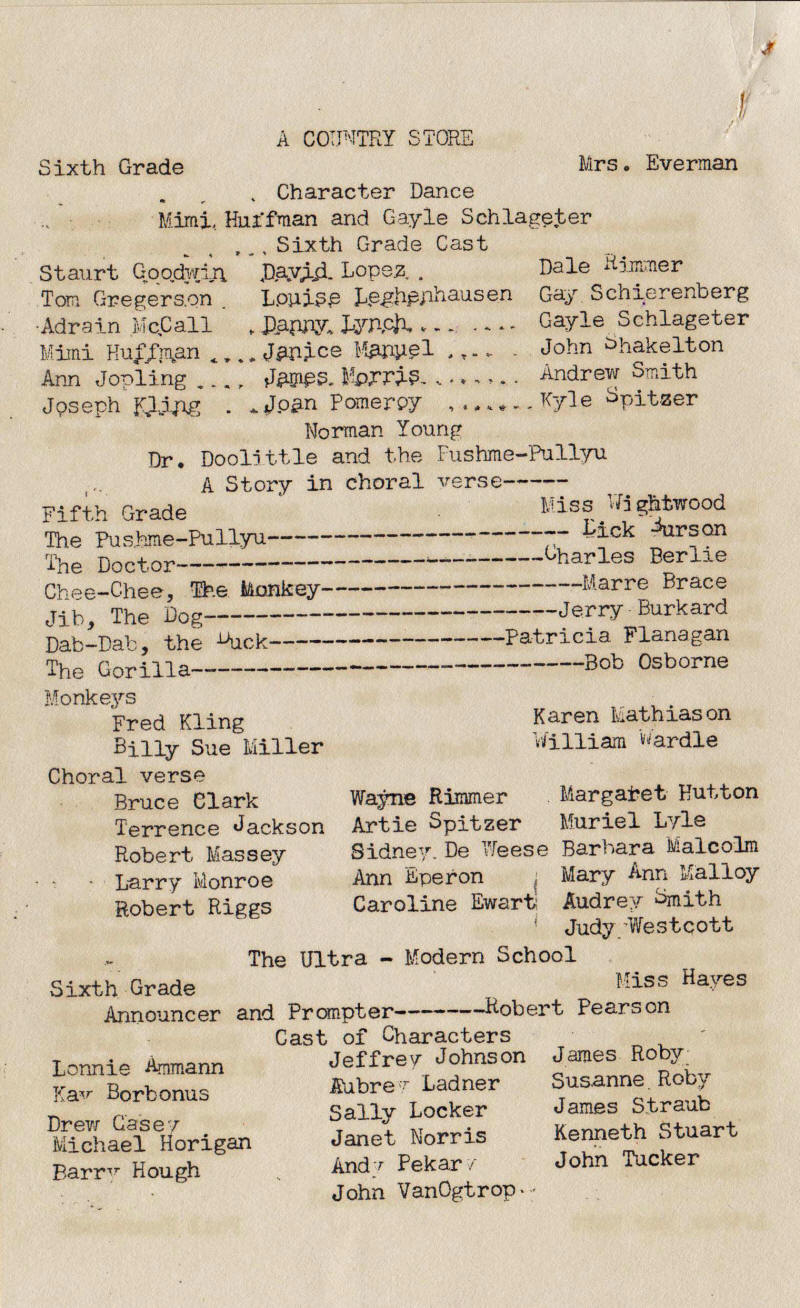 A COUNTRY STORE
Sixth Grade Mrs. Everman
Character Dance
Mimi Huffman and Gayle Schlageter
Sixth Grade Cast
Staurt Goodwin David Lopez Dale Rimmer
Tom Gregerson Louise Leghenhausen Gay Schierenberg
Adrain McCall Danny Lynch Gayle Schlageter
Mimi Huffman .... Janice Manuel .... John Shakelton
Ann Jopling .... James Morris ........ Andrew Smith
Joseph Kling . . Joan Pomeroy ........ Kyle Spitzer
Norman Young
Dr. Doolittle and the Pushme-Pullyu
A Story in choral verse------
Fifth Grade Miss Wightwood
The Pushme-Pullyu----------------------- Dick Burson
The Doctor----------------------------Charles Berlie
Chee-Chee, The Monkey--------------------Marre Brace
Jib, The Dog---------------------------Jerry Burkard
Dab-Dab, the Duck------------------Patricia Flanagan
The Gorilla------------------------------Bob Osborne
Monkeys
Fred Kling Karen Mathiason
Billy Sue Miller William Wardle
Choral verse
Bruce Clark Wayne Rimmer Margaret Hutton
Terrence Jackson Artie Spitzer Muriel Lyle
Robert Massey Sidney De Weese Barbara Malcolm
Larry Monroe Ann Eperon Mary Ann Malloy
Robert Riggs Caroline Ewart Audrey Smith
Judy Westcott
The Ultra - Modern School
Sixth Grade Miss Hayes
Announcer and Prompter--------Robert Pearson
Cast of Characters
Lonnie Ammann Jeffrey Johnson James Roby
Kay Borbonus Aubrey Ladner Susanne Roby
Drew Casey Sally Locker James Straub
Michael Horigan Janet Norris Kenneth Stuart
Barry Hough Andy Pekary John Tucker
John VanOgtrop